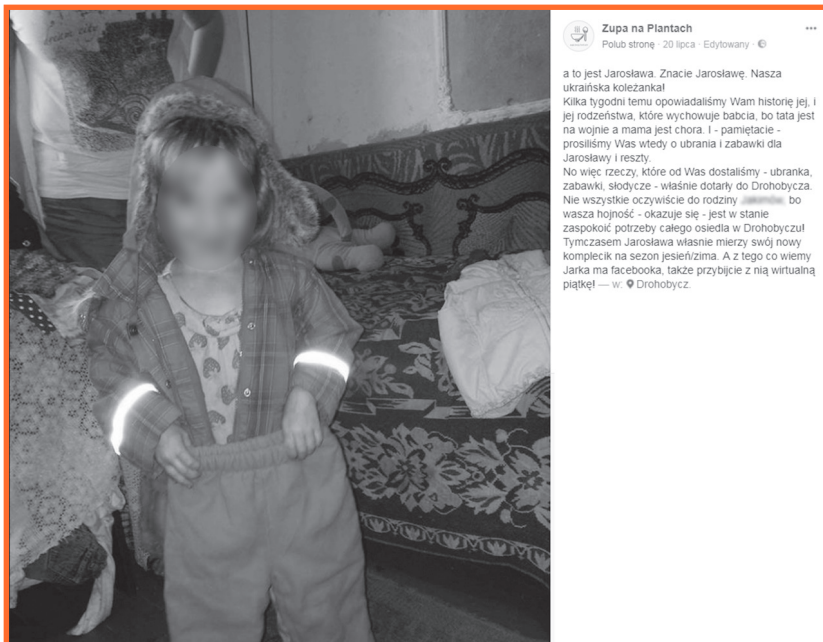 Zupa na Plantach
Polub stronę · 20 lipca · Edytowany ·
a to jest Jarosława. Znacie Jarosławę. Nasza
ukraińska koleżanka!
Kilka tygodni temu opowiadaliśmy Wam historię jej, i
jej rodzeństwa, które wychowuje babcia, bo tata jest
na wojnie a mama jest chora. I - pamiętacie -
prosiliśmy Was wtedy o ubrania i zabawki dla
Jarosławy i reszty.
No więc rzeczy, które od Was dostaliśmy - ubranka,
zabawki, słodycze - właśnie dotarły do Drohobycza.
Nie wszystkie oczywiście do rodziny bo
wasza hojność - okazuje się - jest w stanie
zaspokoić potrzeby całego osiedla w Drohobyczu!
Tymczasem Jarosława własnie mierzy swój nowy
komplecik na sezon jesień/zima. A z tego co wiemy
Jarka ma facebooka, także przybijcie z nią wirtualną
piątkę! — w: Drohobycz.